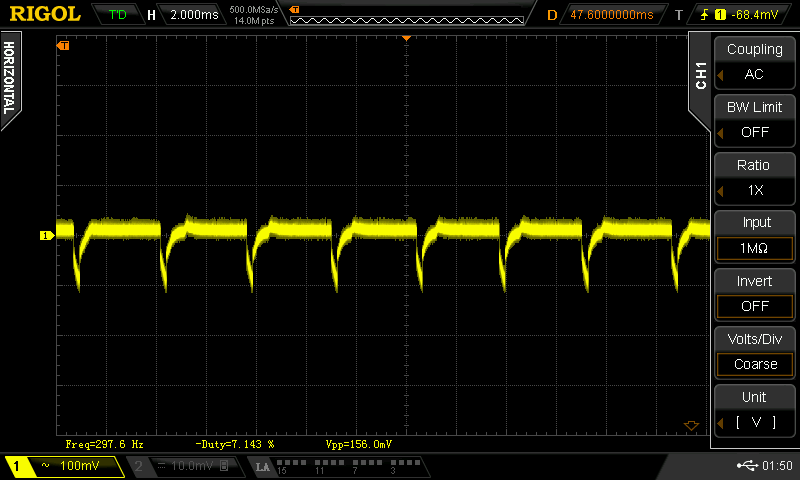 RIGOL T'D H 2.000ms 500.0MSa/s 14.0M pts T D 47.6000000ms T 1 -68.4mV
HORIZONTAL
T
CH1
Coupling
AC
BW Limit
OFF
Ratio
1X
Input
1MΩ
Invert
OFF
Volts/Div
Coarse
Unit
[ V ]
1
Freq=297.6 Hz -Duty=7.143 % Vpp=156.0mV
1 ~ 100mV 2 = 10.0mV B LA 15 11 7 3 01:50